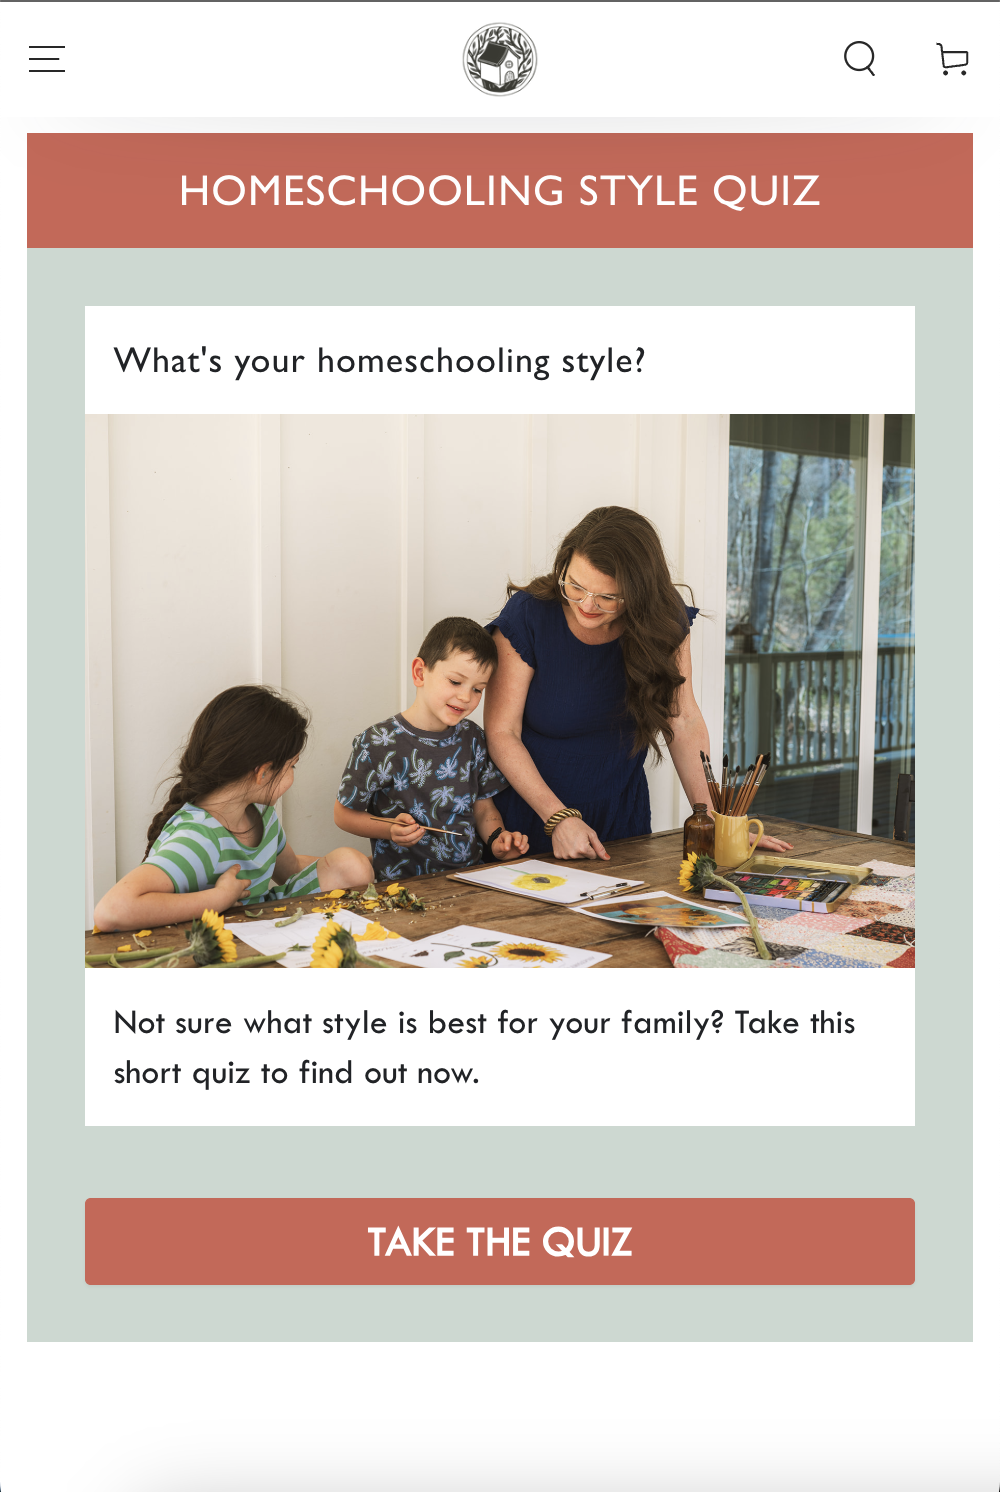 HOMESCHOOLING STYLE QUIZ
What's your homeschooling style?
Not sure what style is best for your family? Take this
short quiz to find out now.
TAKE THE QUIZ